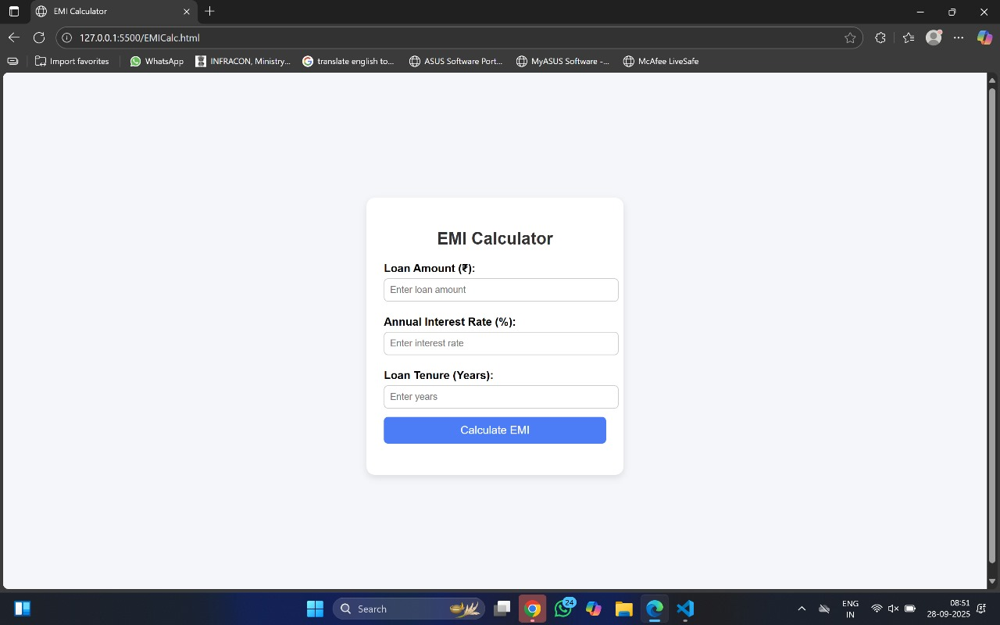 EMI Calculator
127.0.0.1:5500/EMICalc.html
Import favorites
WhatsApp
INFRACON, Ministry...
translate english to...
ASUS Software Port...
MyASUS Software -...
McAfee LiveSafe
EMI Calculator
Loan Amount (₹):
Enter loan amount
Annual Interest Rate (%):
Enter interest rate
Loan Tenure (Years):
Enter years
Calculate EMI
Search
24
ENG
IN
08:51
28-09-2025